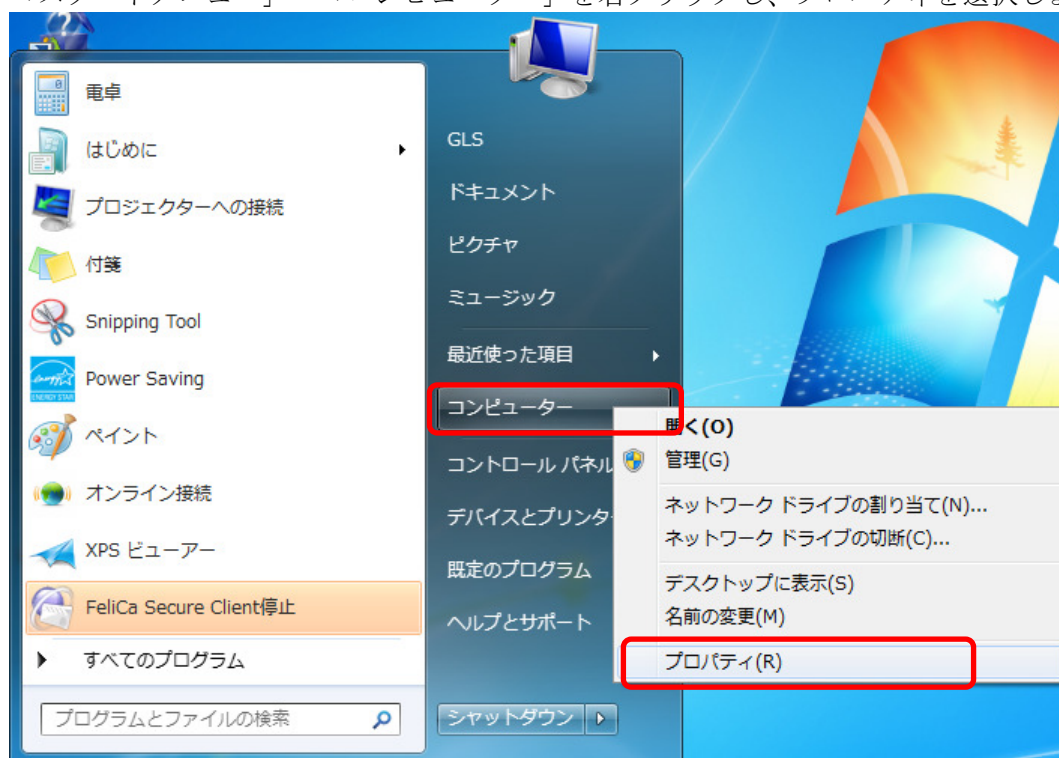 電卓
はじめに
プロジェクターへの接続
付箋
Snipping Tool
Power Saving
ENERGY STAR
ペイント
オンライン接続
XPS ビューアー
FeliCa Secure Client停止
すべてのプログラム
プログラムとファイルの検索
GLS
ドキュメント
ピクチャ
ミュージック
最近使った項目
コンピューター
コントロール パネル
デバイスとプリンター
既定のプログラム
ヘルプとサポート
シャットダウン
開く(O)
管理(G)
ネットワーク ドライブの割り当て(N)...
ネットワーク ドライブの切断(C)...
デスクトップに表示(S)
名前の変更(M)
プロパティ(R)